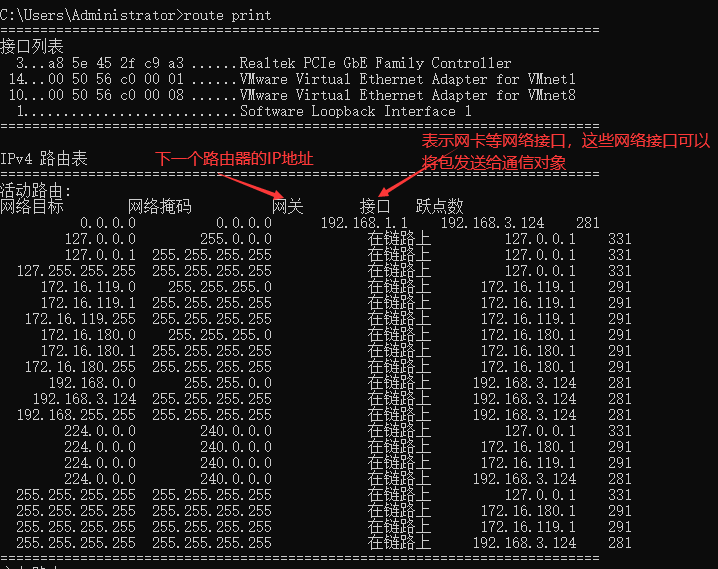 C:\Users\Administrator>route print
===========================================================================
接口列表
3...a8 5e 45 2f c9 a3 ......Realtek PCIe GbE Family Controller
14...00 50 56 c0 00 01 ......VMware Virtual Ethernet Adapter for VMnet1
10...00 50 56 c0 00 08 ......VMware Virtual Ethernet Adapter for VMnet8
1...........................Software Loopback Interface 1
===========================================================================
表示网卡等网络接口，这些网络接口可以
将包发送给通信对象
IPv4 路由表
下一个路由器的IP地址
===========================================================================
活动路由:
网络目标 网络掩码 网关 接口 跃点数
0.0.0.0 0.0.0.0 192.168.1.1 192.168.3.124 281
127.0.0.0 255.0.0.0 在链路上 127.0.0.1 331
127.0.0.1 255.255.255.255 在链路上 127.0.0.1 331
127.255.255.255 255.255.255.255 在链路上 127.0.0.1 331
172.16.119.0 255.255.255.0 在链路上 172.16.119.1 291
172.16.119.1 255.255.255.255 在链路上 172.16.119.1 291
172.16.119.255 255.255.255.255 在链路上 172.16.119.1 291
172.16.180.0 255.255.255.0 在链路上 172.16.180.1 291
172.16.180.1 255.255.255.255 在链路上 172.16.180.1 291
172.16.180.255 255.255.255.255 在链路上 172.16.180.1 291
192.168.0.0 255.255.0.0 在链路上 192.168.3.124 281
192.168.3.124 255.255.255.255 在链路上 192.168.3.124 281
192.168.255.255 255.255.255.255 在链路上 192.168.3.124 281
224.0.0.0 240.0.0.0 在链路上 127.0.0.1 331
224.0.0.0 240.0.0.0 在链路上 172.16.180.1 291
224.0.0.0 240.0.0.0 在链路上 172.16.119.1 291
224.0.0.0 240.0.0.0 在链路上 192.168.3.124 281
255.255.255.255 255.255.255.255 在链路上 127.0.0.1 331
255.255.255.255 255.255.255.255 在链路上 172.16.180.1 291
255.255.255.255 255.255.255.255 在链路上 172.16.119.1 291
255.255.255.255 255.255.255.255 在链路上 192.168.3.124 281
===========================================================================